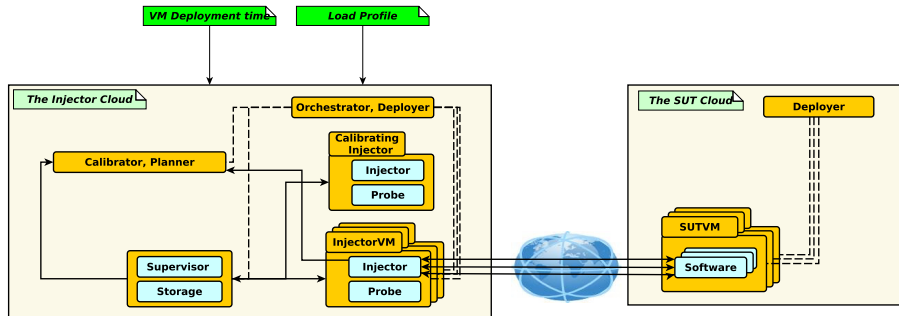 VM Deployment time
Load Profile
The Injector Cloud
Orchestrator, Deployer
Calibrating
Injector
Injector
Probe
Calibrator, Planner
InjectorVM
Injector
Probe
Supervisor
Storage
The SUT Cloud
Deployer
SUTVM
Software